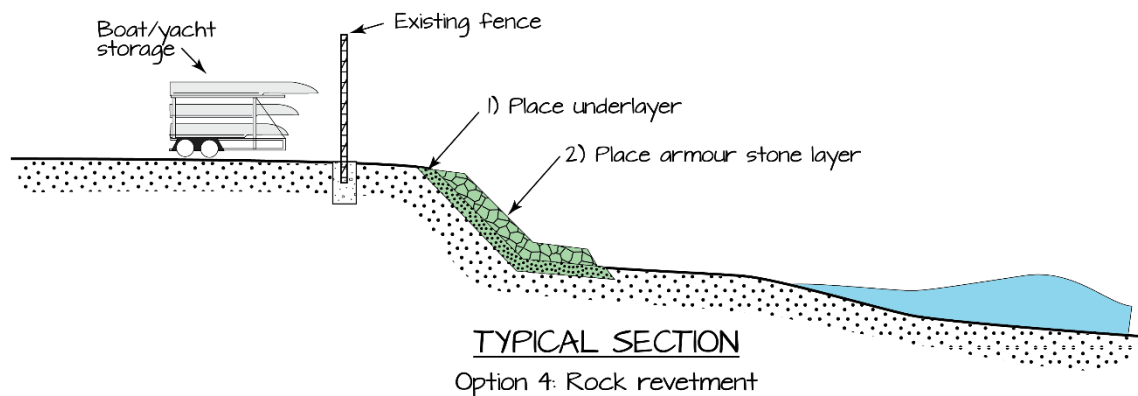 Boat/yacht
storage
Existing fence
1) Place underlayer
2) Place armour stone layer
TYPICAL SECTION
Option 4: Rock revetment